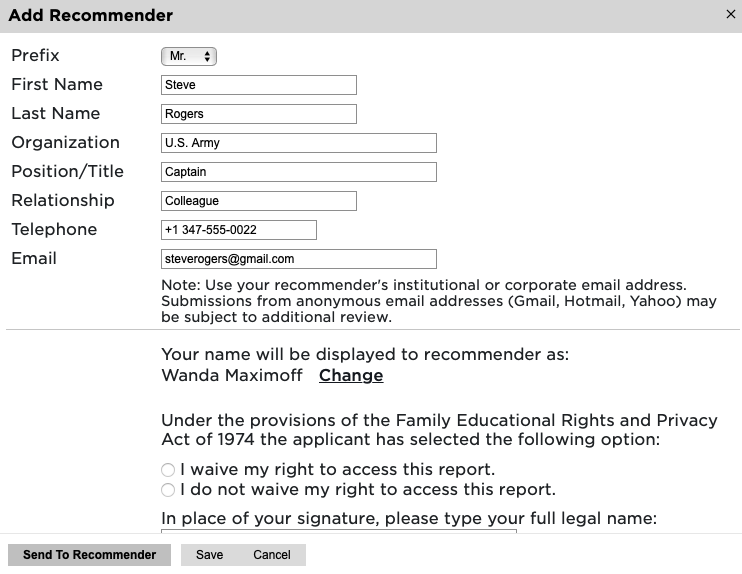 Add Recommender ×
Prefix Mr.
First Name Steve
Last Name Rogers
Organization U.S. Army
Position/Title Captain
Relationship Colleague
Telephone +1 347-555-0022
Email steverogers@gmail.com
Note: Use your recommender's institutional or corporate email address.
Submissions from anonymous email addresses (Gmail, Hotmail, Yahoo) may
be subject to additional review.
Your name will be displayed to recommender as:
Wanda Maximoff Change
Under the provisions of the Family Educational Rights and Privacy
Act of 1974 the applicant has selected the following option:
I waive my right to access this report.
I do not waive my right to access this report.
In place of your signature, please type your full legal name:
Send To Recommender Save Cancel